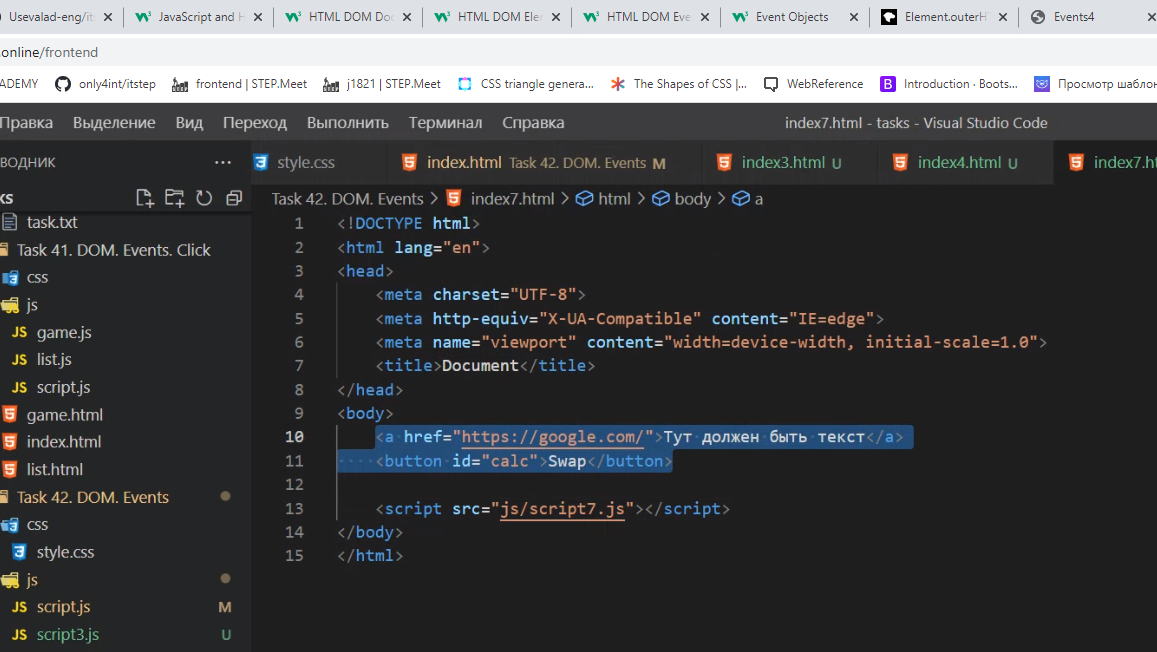 Usevalad-eng/it JavaScript and H HTML DOM Doc HTML DOM Ele HTML DOM Eve Event Objects Element.outerH Events4
.online/frontend
ADEMY only4int/itstep frontend | STEP.Meet j1821 | STEP.Meet CSS triangle genera... The Shapes of CSS |... WebReference Introduction · Boots... Просмотр шаблон
Правка Выделение Вид Переход Выполнить Терминал Справка index7.html - tasks - Visual Studio Code
ВОДНИК ... style.css index.html Task 42. DOM. Events M index3.html U index4.html U index7.ht
KS Task 42. DOM. Events > index7.html > html > body > a
task.txt
Task 41. DOM. Events. Click
css
js
JS game.js
JS list.js
JS script.js
game.html
index.html
list.html
Task 42. DOM. Events
css
style.css
js
JS script.js M
JS script3.js U
1 <!DOCTYPE html>
2 <html lang="en">
3 <head>
4 <meta charset="UTF-8">
5 <meta http-equiv="X-UA-Compatible" content="IE=edge">
6 <meta name="viewport" content="width=device-width, initial-scale=1.0">
7 <title>Document</title>
8 </head>
9 <body>
10 <a href="https://google.com/">Тут должен быть текст</a>
11 <button id="calc">Swap</button>
12
13 <script src="js/script7.js"></script>
14 </body>
15 </html>